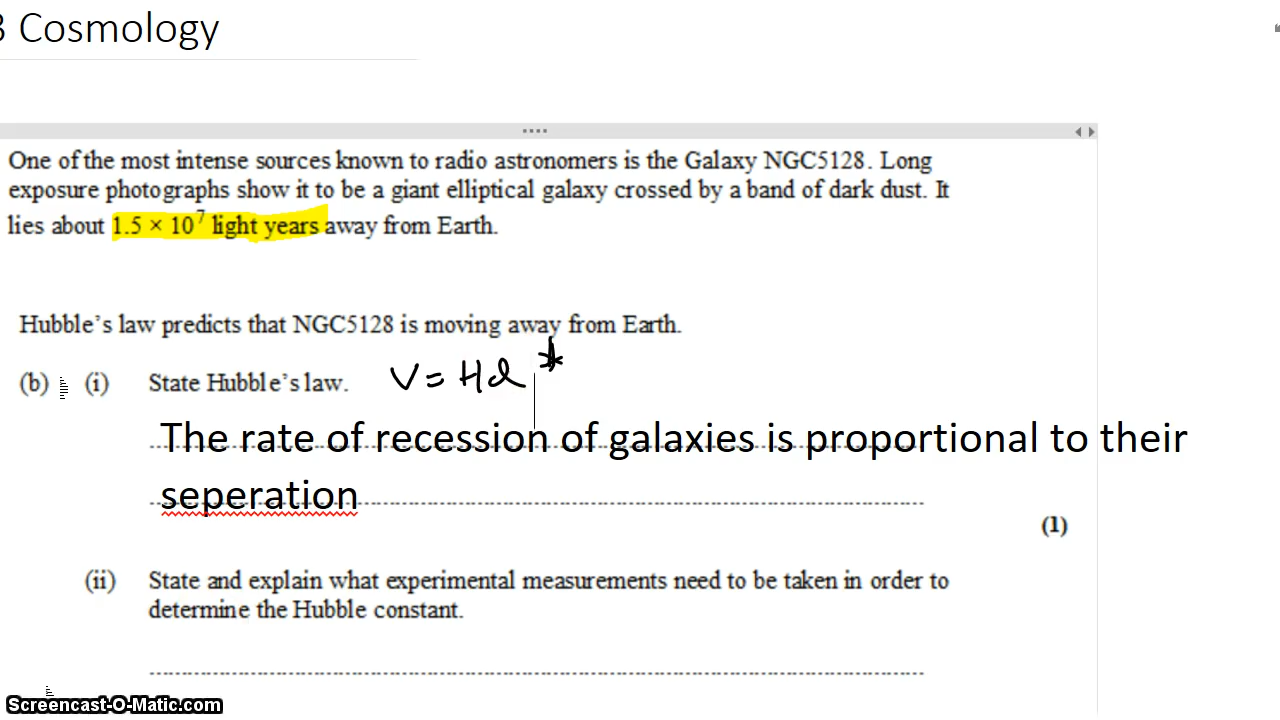 3 Cosmology
One of the most intense sources known to radio astronomers is the Galaxy NGC5128. Long
exposure photographs show it to be a giant elliptical galaxy crossed by a band of dark dust. It
lies about 1.5 × 10⁷ light years away from Earth.
Hubble's law predicts that NGC5128 is moving away from Earth.
(b) (i) State Hubble's law. V = Hd *
The rate of recession of galaxies is proportional to their
seperation
(1)
(ii) State and explain what experimental measurements need to be taken in order to
determine the Hubble constant.
Screencast-O-Matic.com